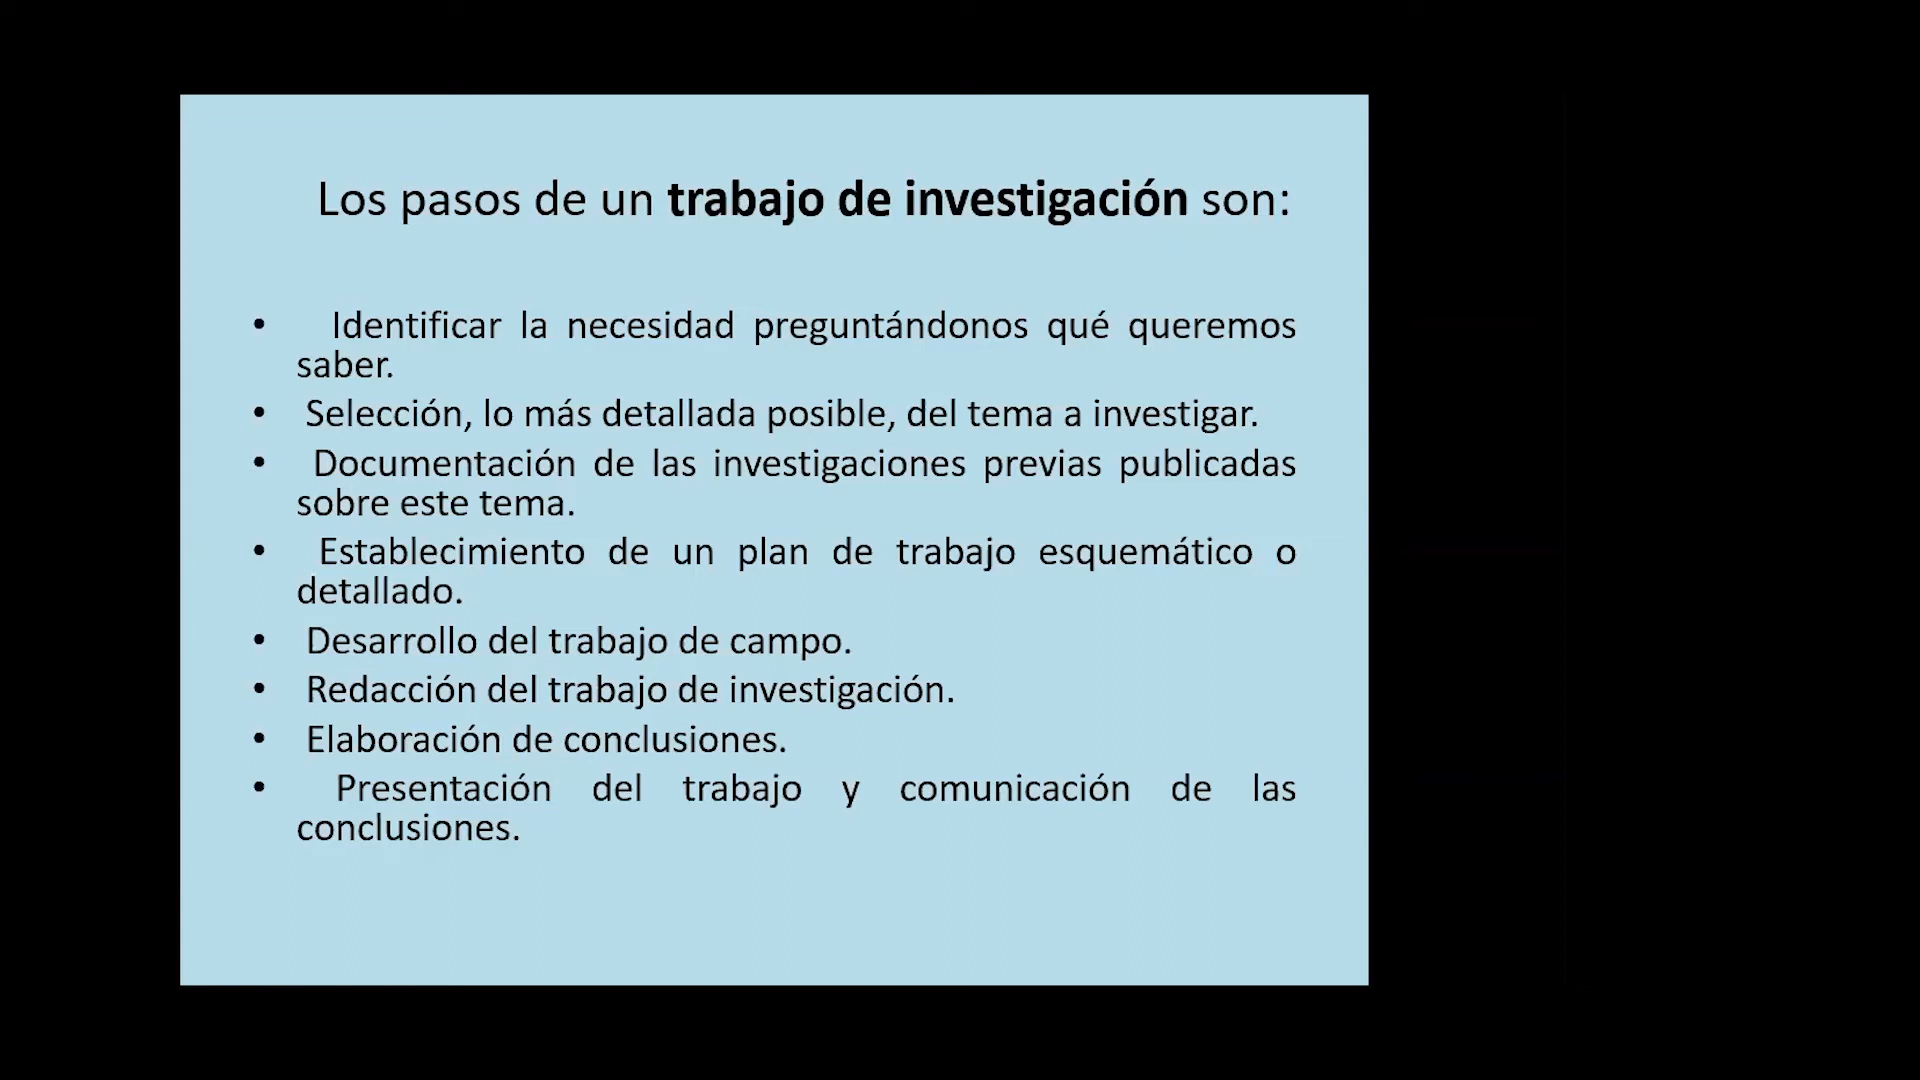 Los pasos de un trabajo de investigación son:
• Identificar la necesidad preguntándonos qué queremos
saber.
• Selección, lo más detallada posible, del tema a investigar.
• Documentación de las investigaciones previas publicadas
sobre este tema.
• Establecimiento de un plan de trabajo esquemático o
detallado.
• Desarrollo del trabajo de campo.
• Redacción del trabajo de investigación.
• Elaboración de conclusiones.
• Presentación del trabajo y comunicación de las
conclusiones.